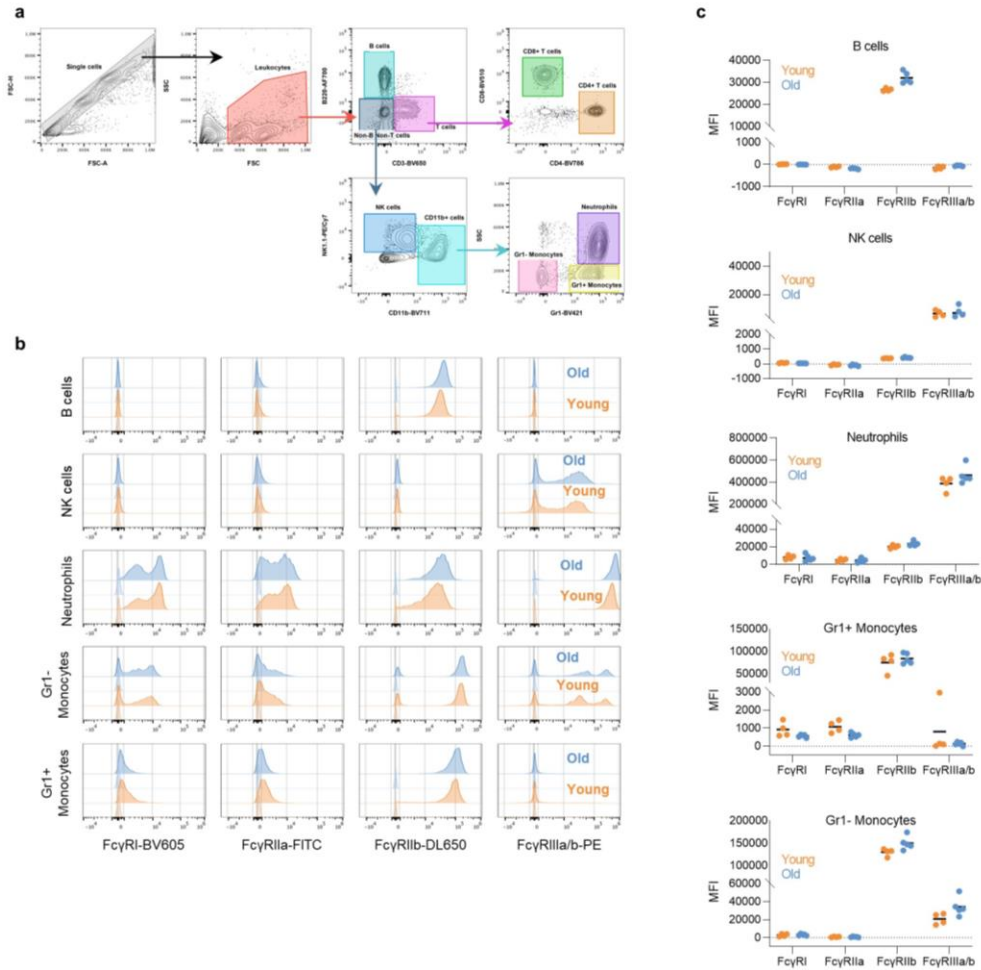 a
Single cells
FSC-H
FSC-A
Leukocytes
SSC
FSC
B cells
Non-B Non-T cells
T cells
B220-AF700
CD3-BV650
CD8+ T cells
CD4+ T cells
CD8-BV510
CD4-BV786
NK cells
CD11b+ cells
NK1.1-PE/Cy7
CD11b-BV711
Neutrophils
Gr1- Monocytes
Gr1+ Monocytes
SSC
Gr1-BV421
b
B cells
Old
Young
NK cells
Old
Young
Neutrophils
Old
Young
Gr1-
Monocytes
Old
Young
Gr1+
Monocytes
Old
Young
FcγRI-BV605
FcγRIIa-FITC
FcγRIIb-DL650
FcγRIIIa/b-PE
c
B cells
Young
Old
MFI
40000
30000
20000
10000
1000
0
-1000
FcγRI
FcγRIIa
FcγRIIb
FcγRIIIa/b
NK cells
Young
Old
MFI
40000
20000
2000
1000
0
-1000
FcγRI
FcγRIIa
FcγRIIb
FcγRIIIa/b
Neutrophils
Young
Old
MFI
800000
600000
400000
200000
40000
20000
0
FcγRI
FcγRIIa
FcγRIIb
FcγRIIIa/b
Gr1+ Monocytes
Young
Old
MFI
150000
100000
50000
3000
2000
1000
0
FcγRI
FcγRIIa
FcγRIIb
FcγRIIIa/b
Gr1- Monocytes
Young
Old
MFI
200000
150000
100000
60000
40000
20000
0
FcγRI
FcγRIIa
FcγRIIb
FcγRIIIa/b